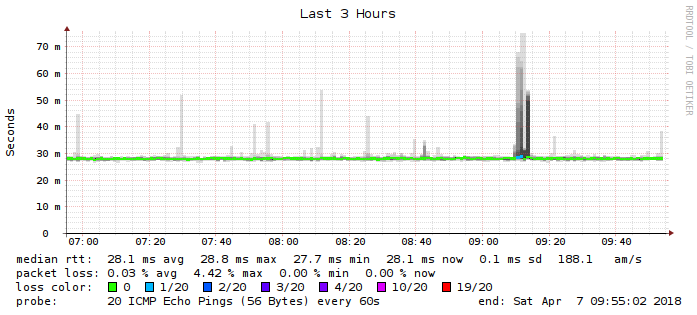 Last 3 Hours
RRDTOOL / TOBI OETIKER
Seconds
70 m
60 m
50 m
40 m
30 m
20 m
10 m
0
07:00 07:20 07:40 08:00 08:20 08:40 09:00 09:20 09:40
median rtt: 28.1 ms avg 28.8 ms max 27.7 ms min 28.1 ms now 0.1 ms sd 188.1 am/s
packet loss: 0.03 % avg 4.42 % max 0.00 % min 0.00 % now
loss color: 0 1/20 2/20 3/20 4/20 10/20 19/20
probe: 20 ICMP Echo Pings (56 Bytes) every 60s end: Sat Apr 7 09:55:02 2018